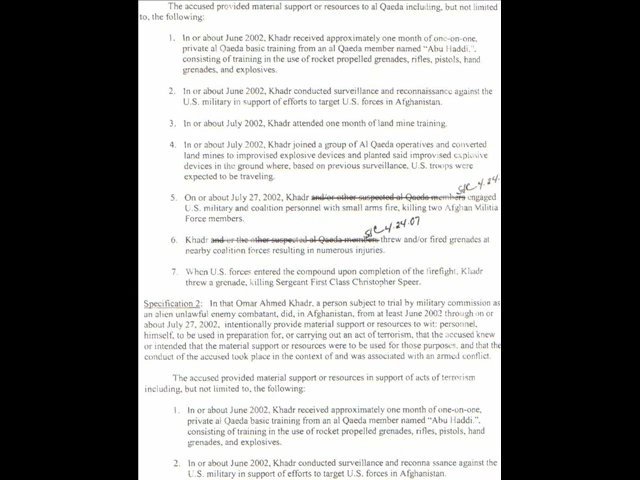 The accused provided material support or resources to al Qaeda including, but not limited
to, the following:
1. In or about June 2002, Khadr received approximately one month of one-on-one,
private al Qaeda basic training from an al Qaeda member named "Abu Haddi.",
consisting of training in the use of rocket propelled grenades, rifles, pistols, hand
grenades, and explosives.
2. In or about June 2002, Khadr conducted surveillance and reconnaissance against the
U.S. military in support of efforts to target U.S. forces in Afghanistan.
3. In or about July 2002, Khadr attended one month of land mine training.
4. In or about July 2002, Khadr joined a group of Al Qaeda operatives and converted
land mines to improvised explosive devices and planted said improvised explosive
devices in the ground where, based on previous surveillance, U.S. troops were
expected to be traveling.
4.24.
5. On or about July 27, 2002, Khadr and/or other suspected al Qaeda members engaged
U.S. military and coalition personnel with small arms fire, killing two Afghan Militia
Force members.
4.24.07
6. Khadr and or the other suspected al Qaeda members threw and/or fired grenades at
nearby coalition forces resulting in numerous injuries.
7. When U.S. forces entered the compound upon completion of the firefight, Khadr
threw a grenade, killing Sergeant First Class Christopher Speer.
Specification 2: In that Omar Ahmed Khadr, a person subject to trial by military commission as
an alien unlawful enemy combatant, did, in Afghanistan, from at least June 2002 through on or
about July 27, 2002, intentionally provide material support or resources to wit: personnel,
himself, to be used in preparation for, or carrying out an act of terrorism, that the accused knew
or intended that the material support or resources were to be used for those purposes, and that the
conduct of the accused took place in the context of and was associated with an armed conflict.
The accused provided material support or resources in support of acts of terrorism
including, but not limited to, the following:
1. In or about June 2002, Khadr received approximately one month of one-on-one,
private al Qaeda basic training from an al Qaeda member named "Abu Haddi.",
consisting of training in the use of rocket propelled grenades, rifles, pistols, hand
grenades, and explosives.
2. In or about June 2002, Khadr conducted surveillance and reconna ssance against the
U.S. military in support of efforts to target U.S. forces in Afghanistan.